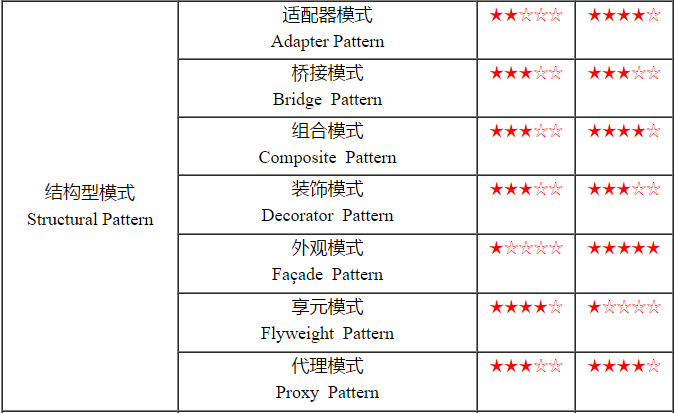 结构型模式
Structural Pattern
适配器模式
Adapter Pattern
★★☆☆☆
★★★★☆
桥接模式
Bridge Pattern
★★★☆☆
★★★☆☆
组合模式
Composite Pattern
★★★☆☆
★★★★☆
装饰模式
Decorator Pattern
★★★☆☆
★★★☆☆
外观模式
Façade Pattern
★☆☆☆☆
★★★★★
享元模式
Flyweight Pattern
★★★★☆
★☆☆☆☆
代理模式
Proxy Pattern
★★★☆☆
★★★★☆